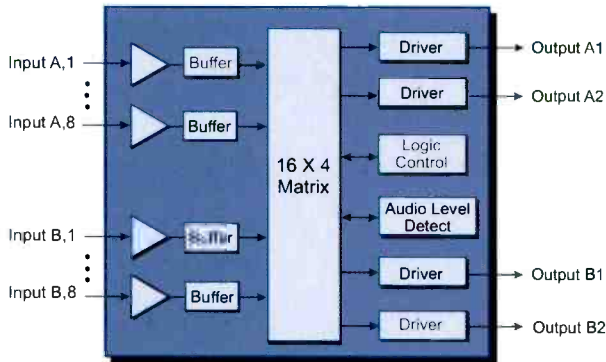 Input A,1
Buffer
Driver
Output A1
Driver
Output A2
Input A,8
Buffer
16 X 4
Matrix
Logic
Control
Audio Level
Detect
Input B,1
Driver
Output B1
Input B,8
Buffer
Driver
Output B2